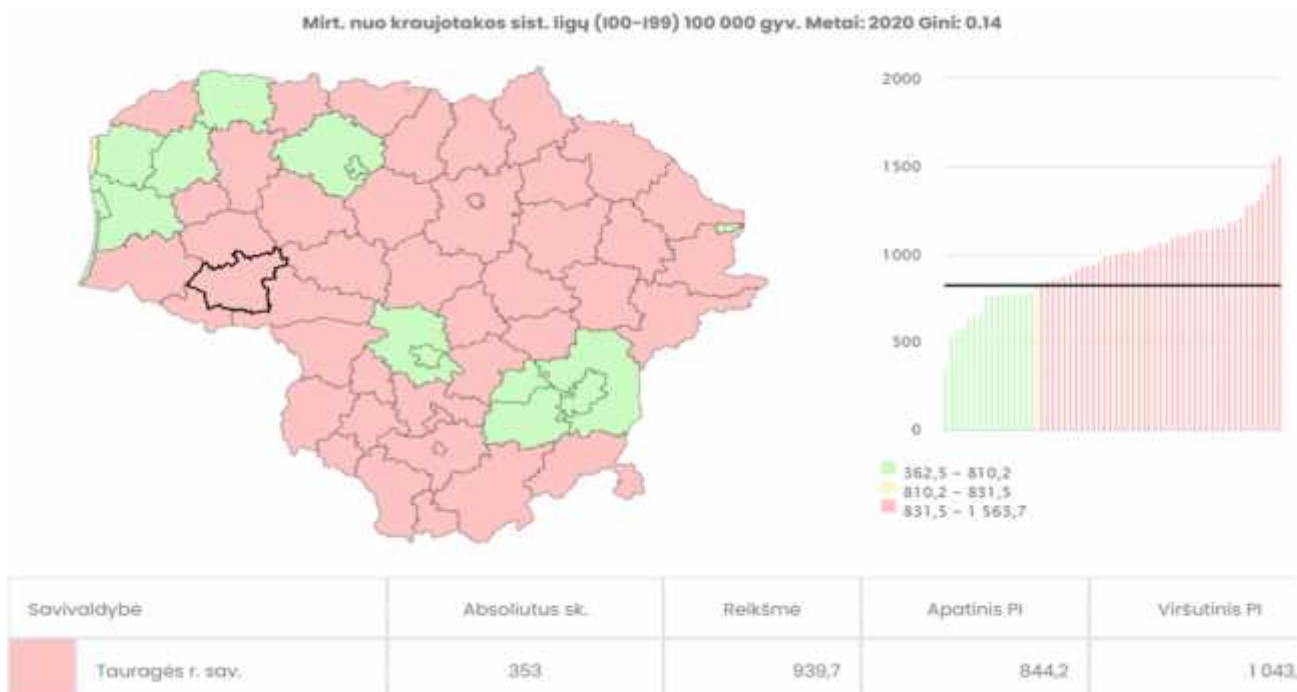 Mirt. nuo kraujotakos sist. ligų (I00-I99) 100 000 gyv. Metai: 2020 Gini: 0.14
2000
1500
1000
500
0
362,5 - 810,2
810,2 - 831,5
831,5 - 1 563,7
Savivaldybė Absoliutus sk. Reikšmė Apatinis PI Viršutinis PI
Tauragės r. sav. 353 939,7 844,2 1 043,